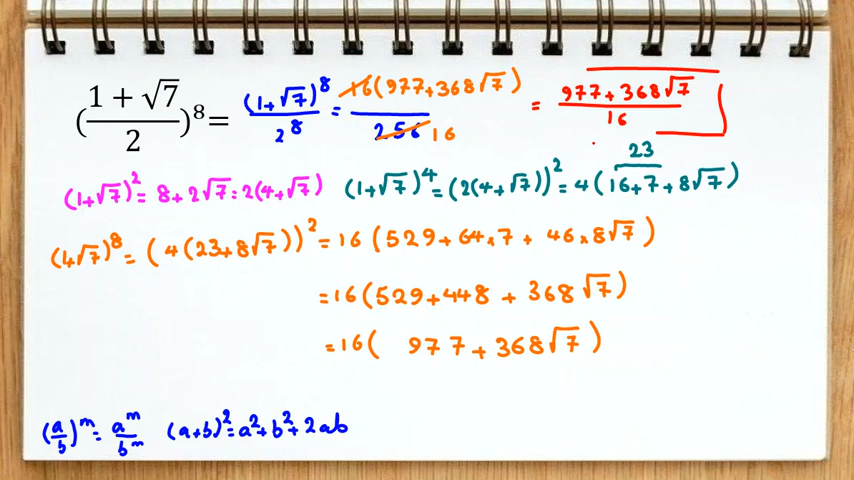 (1 + √7 / 2)⁸ = (1+√7)⁸ / 2⁸ = 16(977+368√7) / 256 16 = 977+368√7 / 16
(1+√7)² = 8+2√7 = 2(4+√7) (1+√7)⁴ = (2(4+√7))² = 4(16+7+8√7) 23
(1+√7)⁸ = (4(23+8√7))² = 16(529+64×7+46×8√7)
=16(529+448+368√7)
=16( 977+368√7)
(a/b)ᵐ = aᵐ/bᵐ (a+b)² = a²+b²+2ab